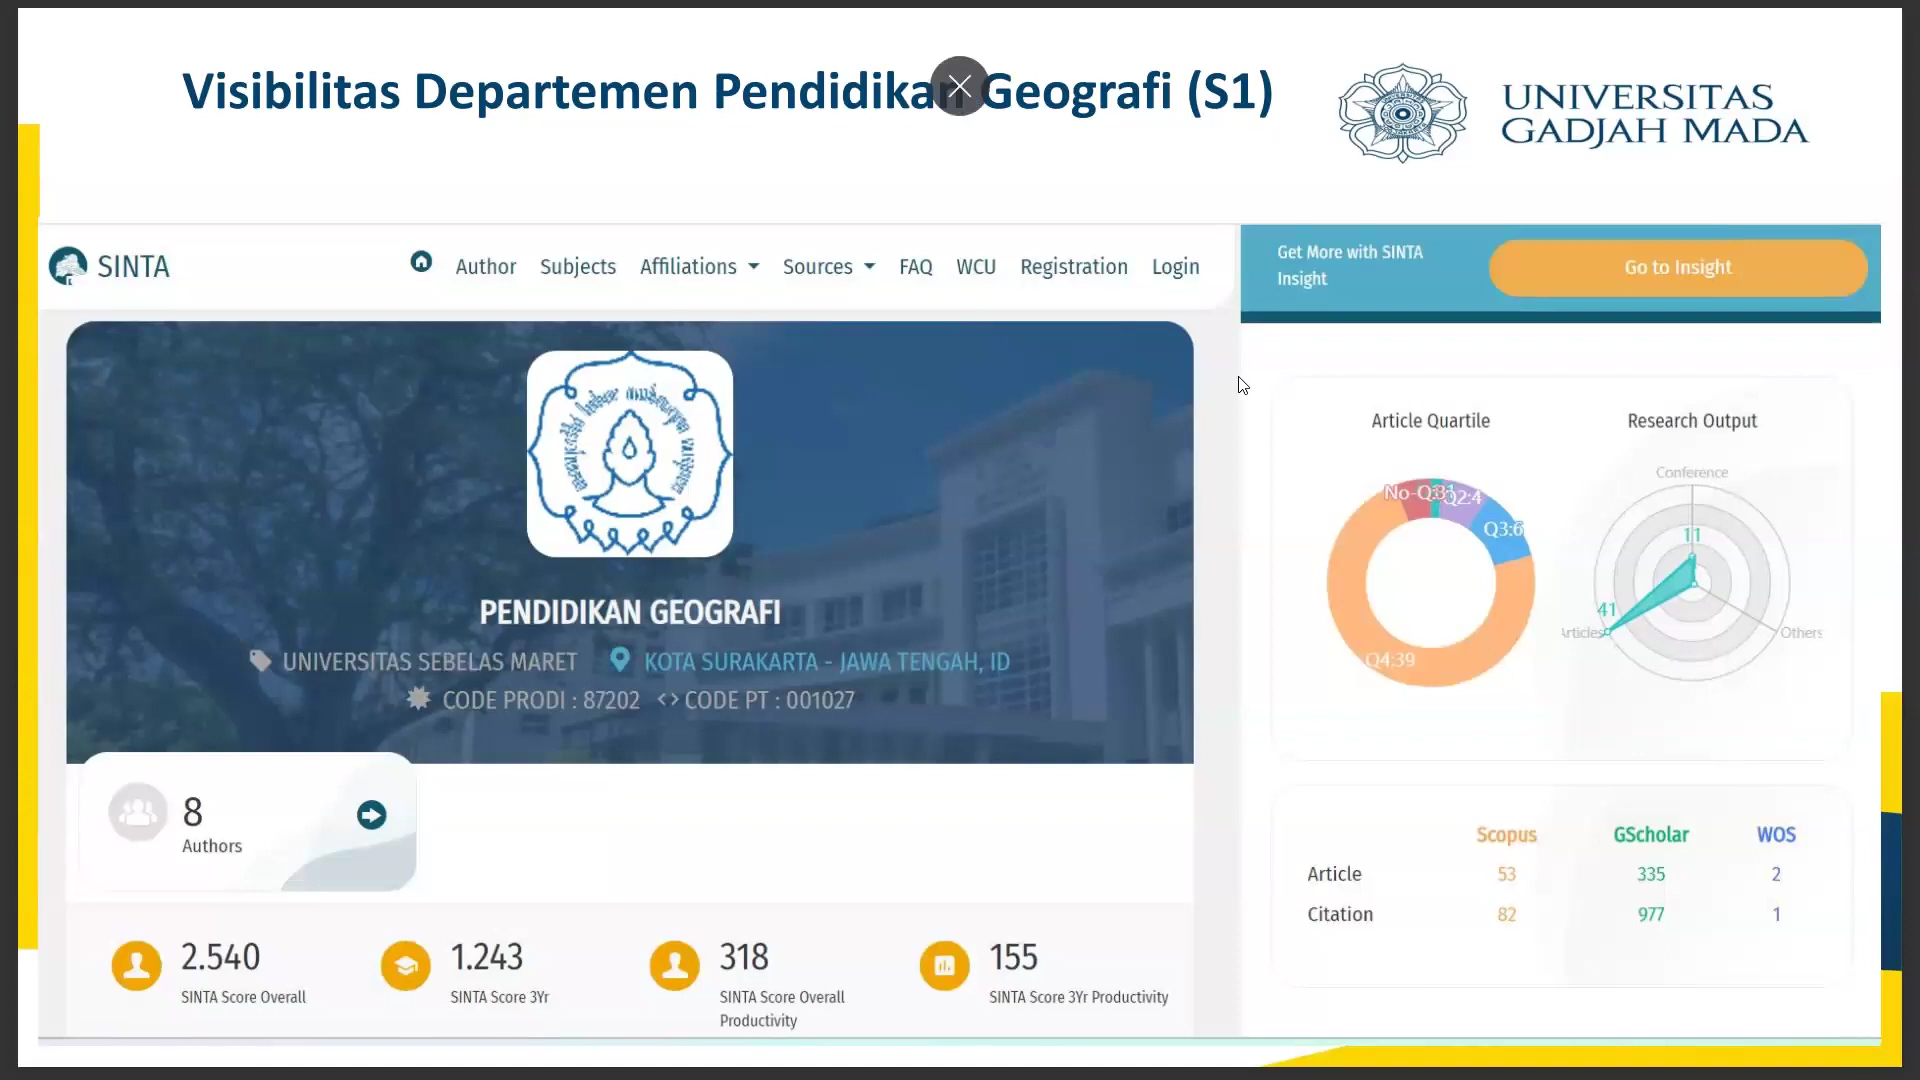 Visibilitas Departemen Pendidikan Geografi (S1)
UNIVERSITAS
GADJAH MADA
SINTA
Author Subjects Affiliations Sources FAQ WCU Registration Login
Get More with SINTA
Insight
Go to Insight
PENDIDIKAN GEOGRAFI
UNIVERSITAS SEBELAS MARET KOTA SURAKARTA - JAWA TENGAH, ID
CODE PRODI : 87202 <> CODE PT : 001027
8
Authors
2.540
SINTA Score Overall
1.243
SINTA Score 3Yr
318
SINTA Score Overall
Productivity
155
SINTA Score 3Yr Productivity
Article Quartile
Q2:4
Q3:6
Q4:39
Research Output
Conference
11
41
Others
Scopus GScholar WOS
Article 53 335 2
Citation 82 977 1